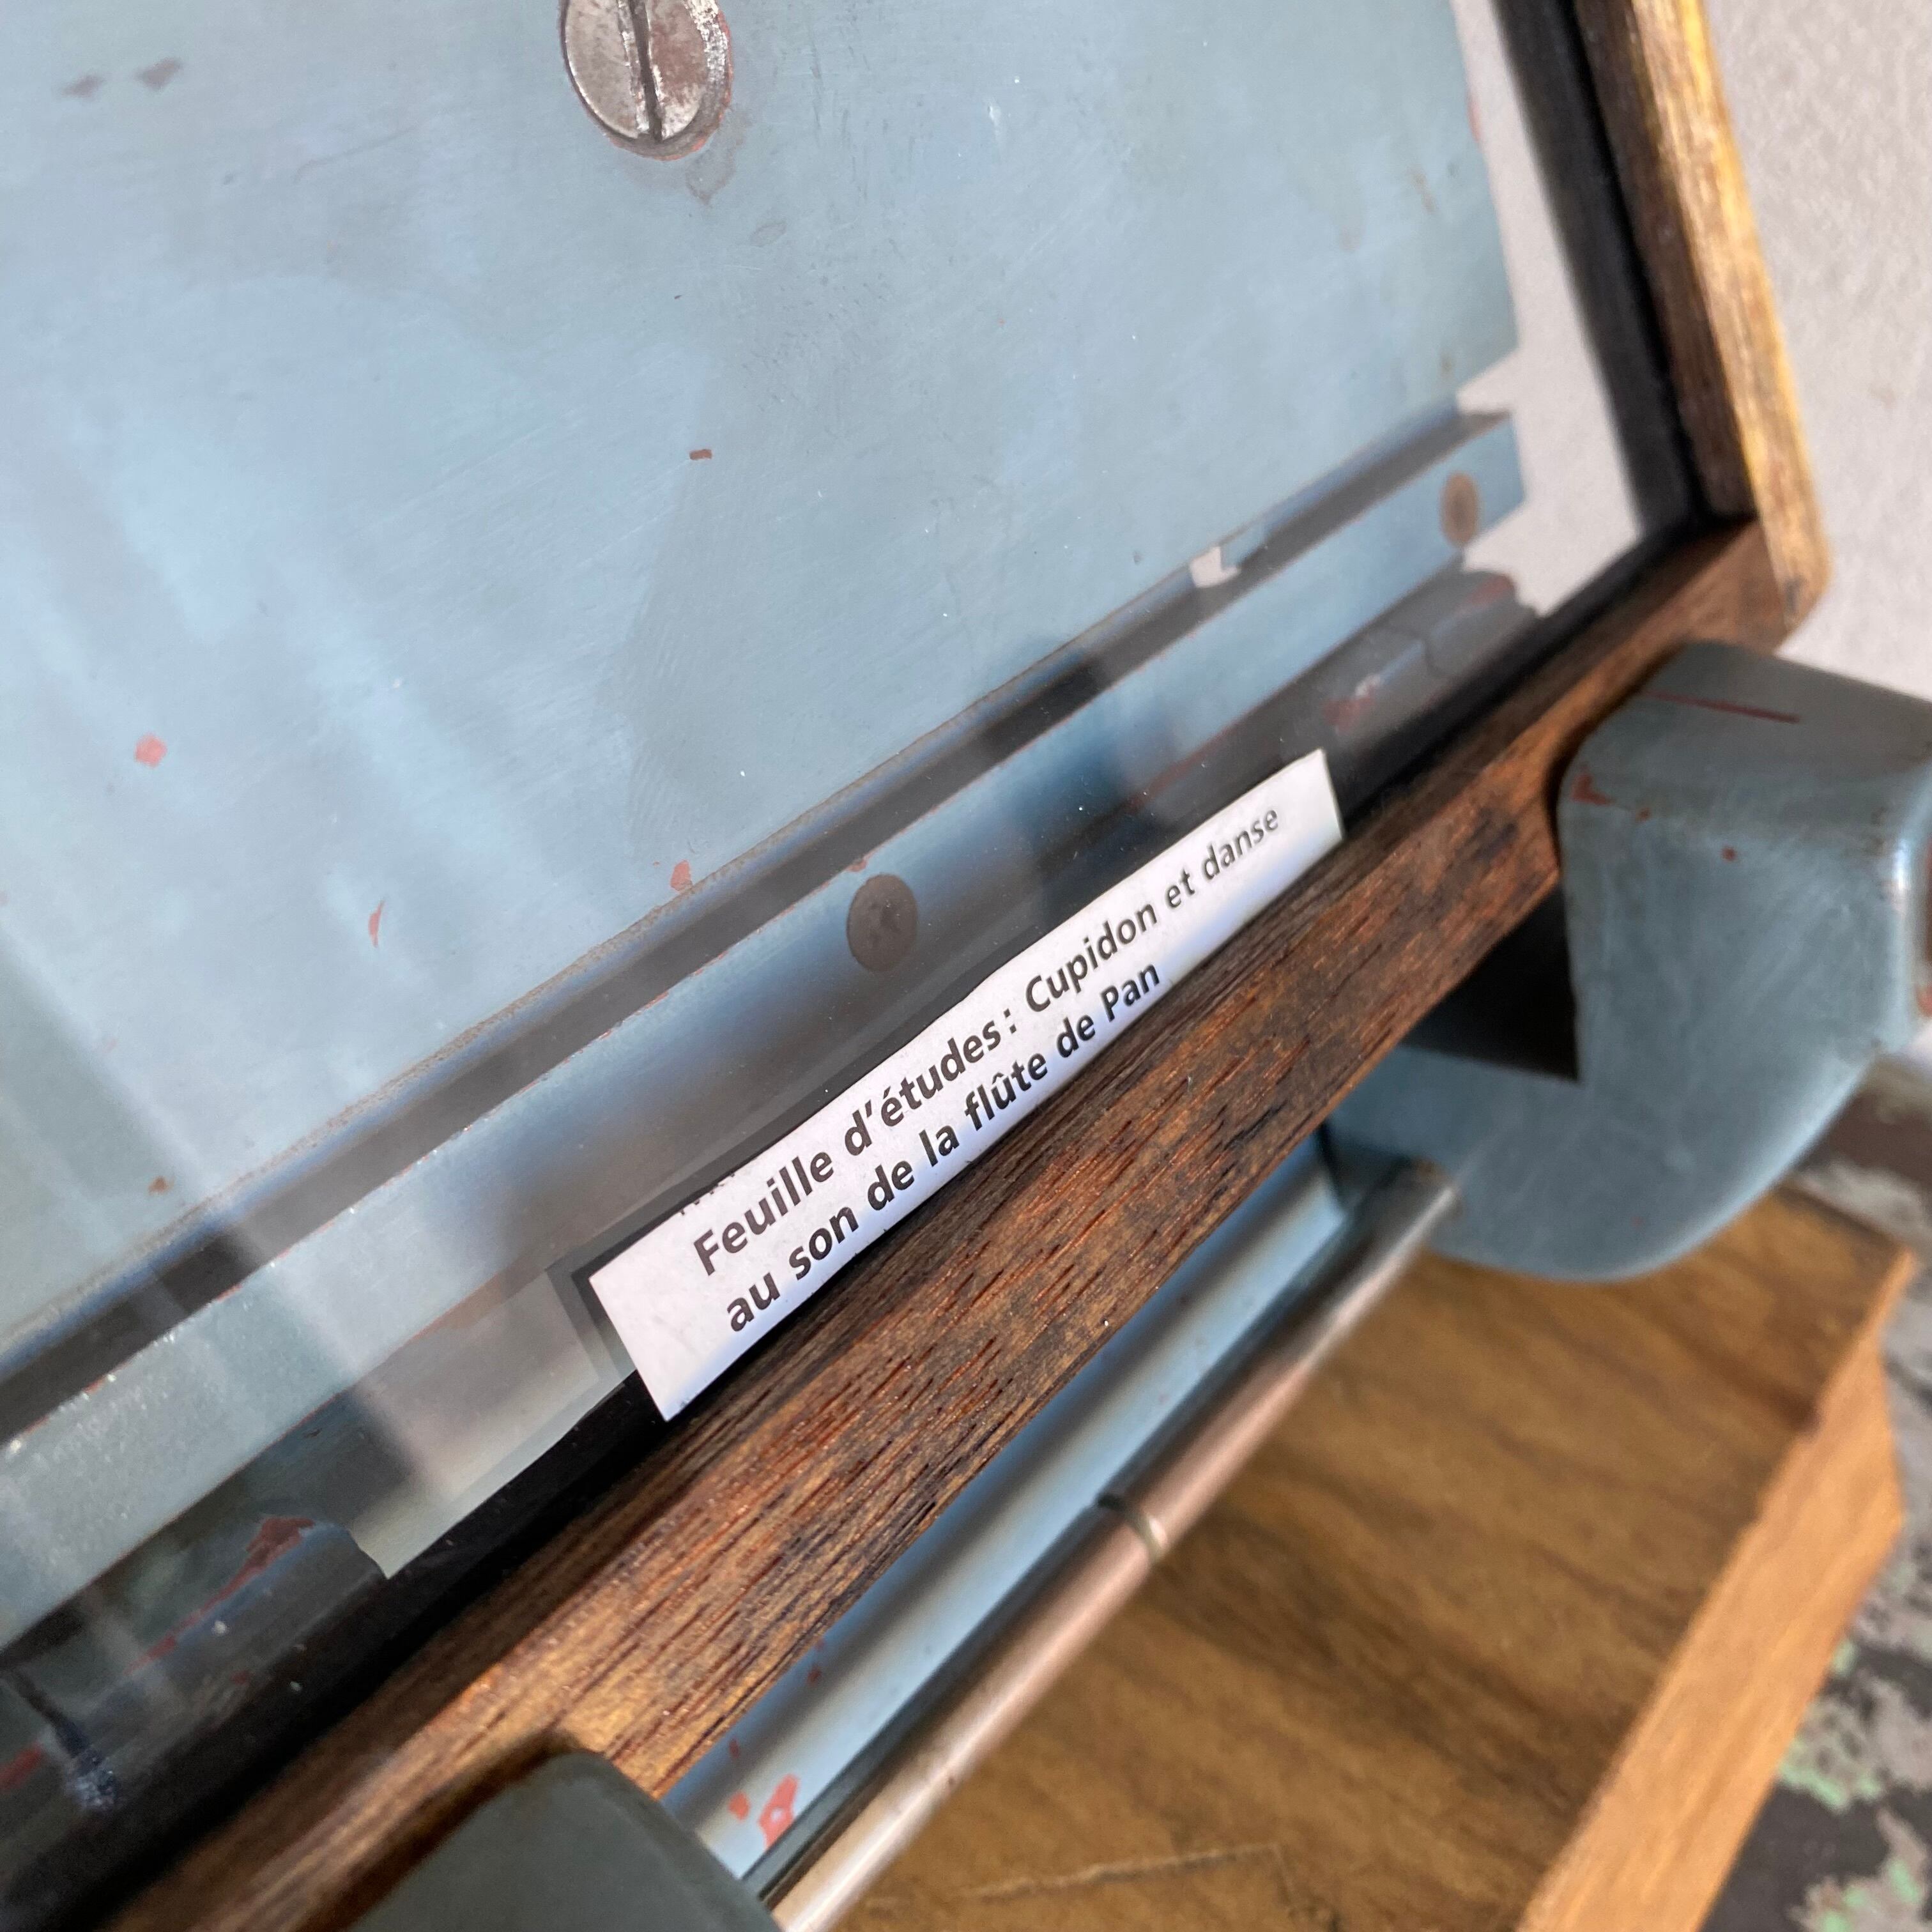 Feuille d'études : Cupidon et danse
au son de la flûte de Pan